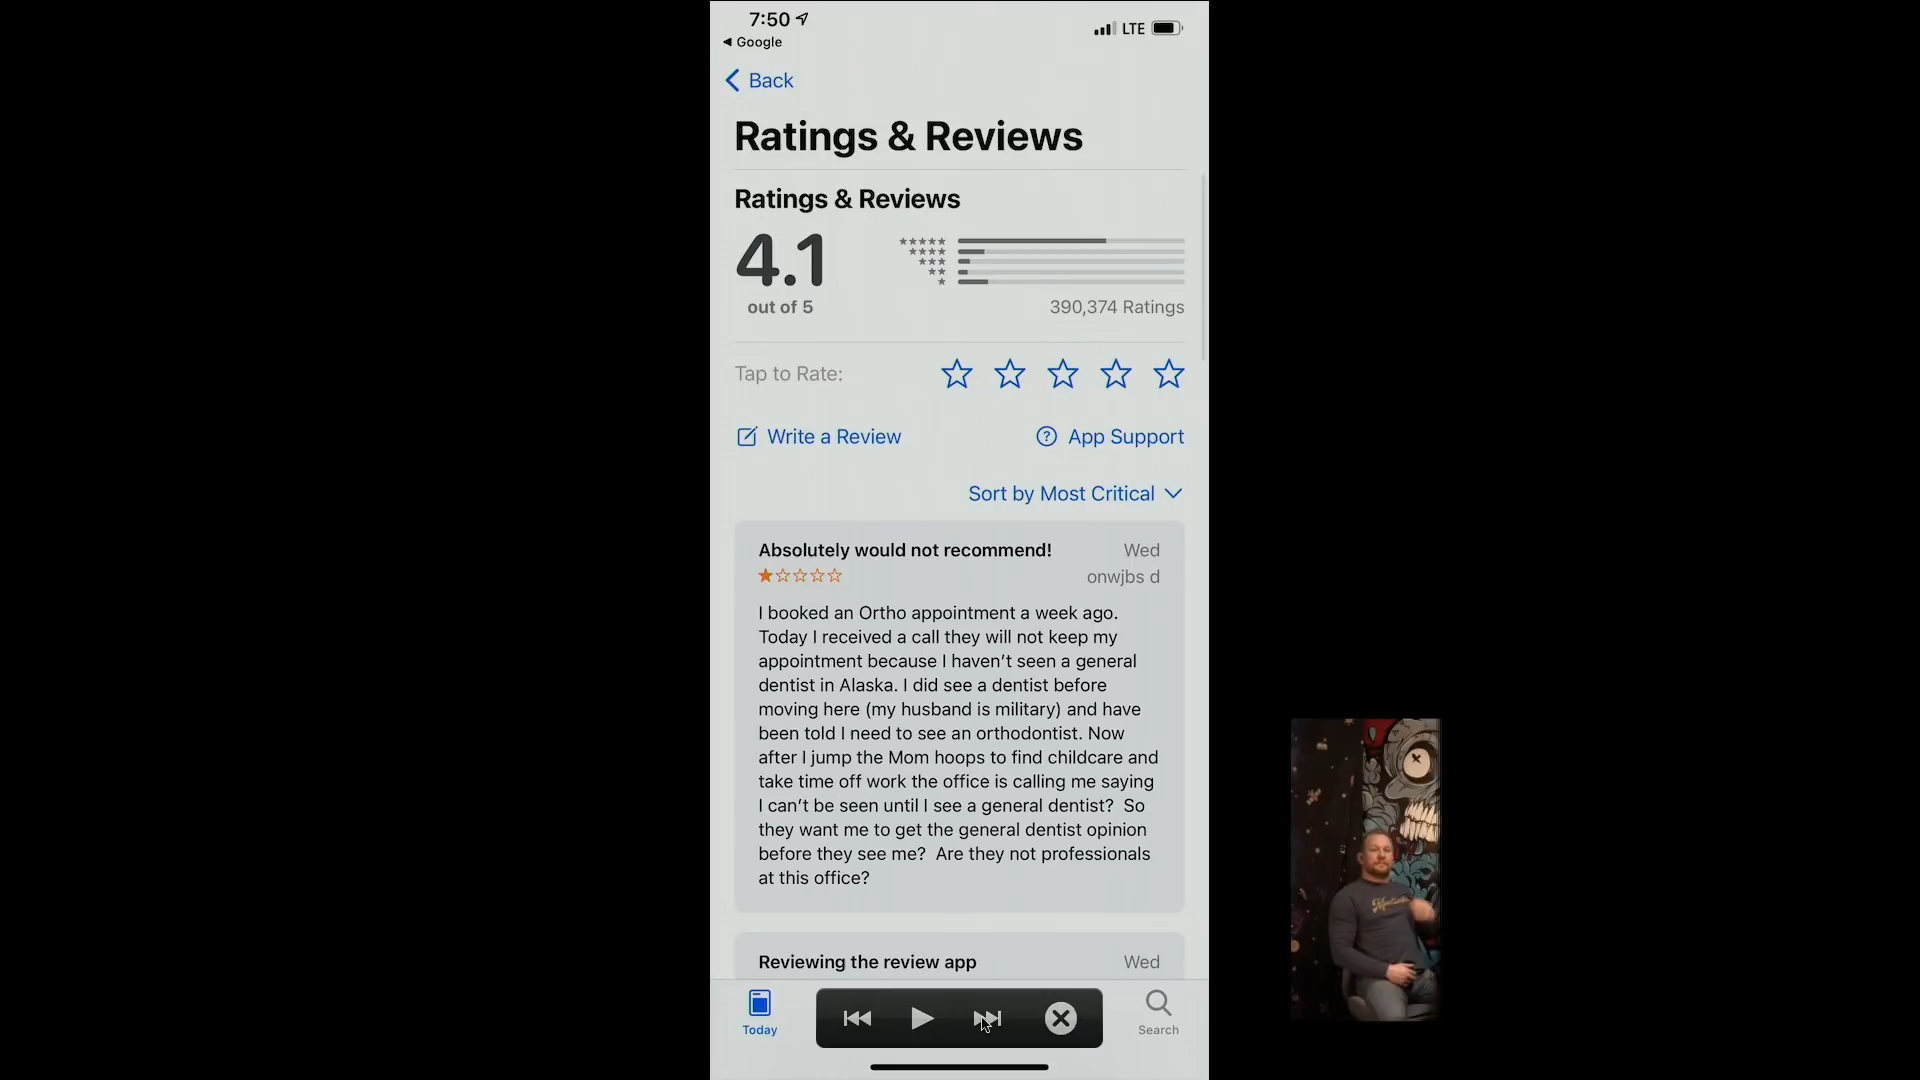 7:50
LTE
Google
Back
Ratings & Reviews
Ratings & Reviews
4.1
out of 5
390,374 Ratings
Tap to Rate:
Write a Review
App Support
Sort by Most Critical
Absolutely would not recommend!
Wed
onwjbs d
I booked an Ortho appointment a week ago.
Today I received a call they will not keep my
appointment because I haven't seen a general
dentist in Alaska. I did see a dentist before
moving here (my husband is military) and have
been told I need to see an orthodontist. Now
after I jump the Mom hoops to find childcare and
take time off work the office is calling me saying
I can't be seen until I see a general dentist?  So
they want me to get the general dentist opinion
before they see me?  Are they not professionals
at this office?
Reviewing the review app
Wed
Today
Search